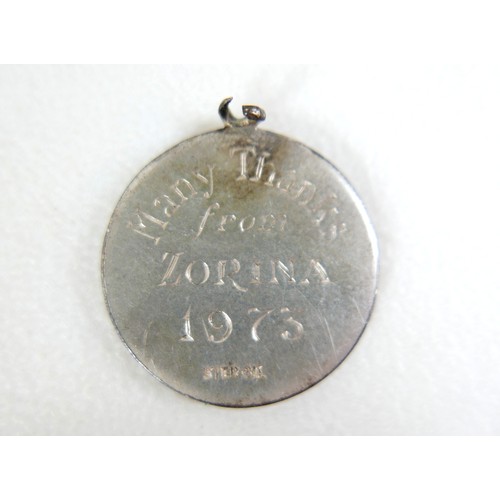 Many Thanks
from
ZORINA
1973